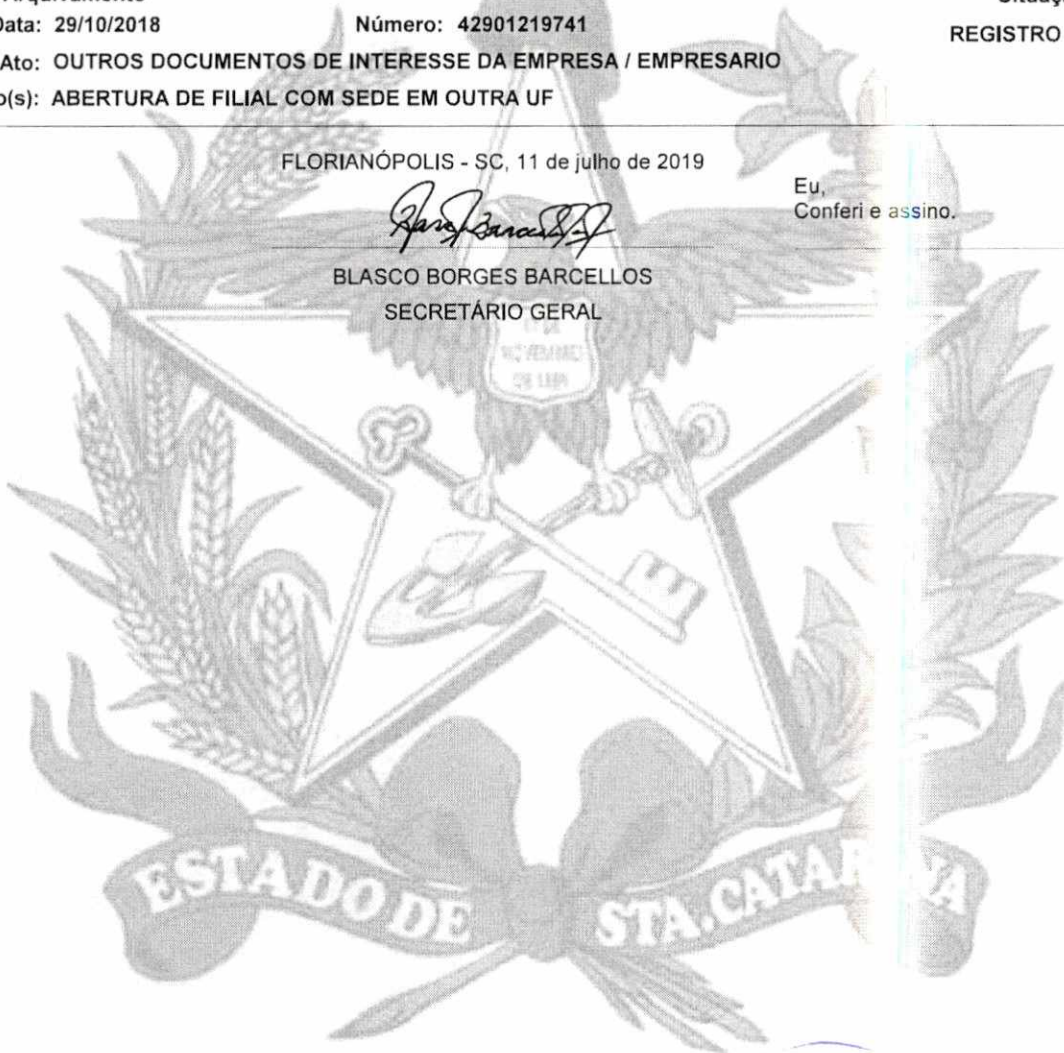 Data: 29/10/2018 Número: 42901219741
REGISTRO
Ato: OUTROS DOCUMENTOS DE INTERESSE DA EMPRESA / EMPRESARIO
ABERTURA DE FILIAL COM SEDE EM OUTRA UF
FLORIANÓPOLIS - SC, 11 de julho de 2019
Eu,
Conferi e assino.
BLASCO BORGES BARCELLOS
SECRETÁRIO GERAL
ESTADO DE STA. CATARINA